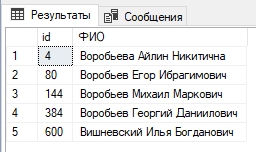 Результаты Сообщения
id ФИО
1 4 Воробьева Айлин Никитична
2 80 Воробьев Егор Ибрагимович
3 144 Воробьев Михаил Маркович
4 384 Воробьев Георгий Даниилович
5 600 Вишневский Илья Богданович